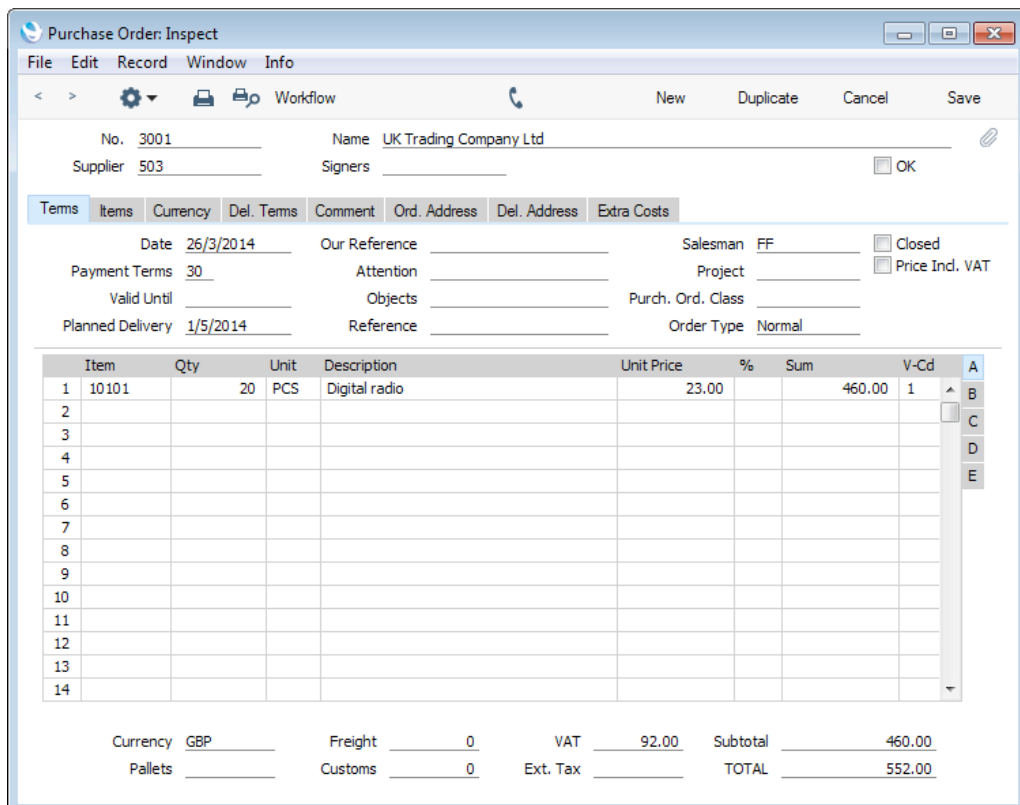 Purchase Order: Inspect
File Edit Record Window Info
< > Workflow New Duplicate Cancel Save
No. 3001 Name UK Trading Company Ltd
Supplier 503 Signers OK
Terms Items Currency Del. Terms Comment Ord. Address Del. Address Extra Costs
Date 26/3/2014 Our Reference Salesman FF Closed
Payment Terms 30 Attention Project Price Incl. VAT
Valid Until Objects Purch. Ord. Class
Planned Delivery 1/5/2014 Reference Order Type Normal
Item Qty Unit Description Unit Price % Sum V-Cd A
1 10101 20 PCS Digital radio 23.00 460.00 1 B
2
3 C
4 D
5 E
6
7
8
9
10
11
12
13
14
Currency GBP Freight 0 VAT 92.00 Subtotal 460.00
Pallets Customs 0 Ext. Tax TOTAL 552.00